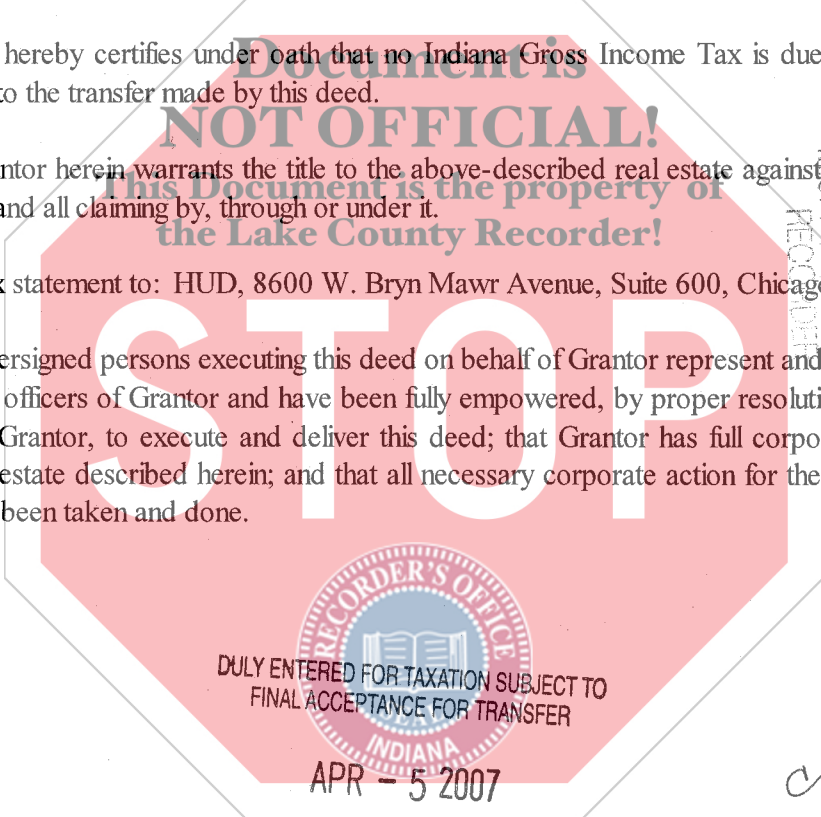 hereby certifies under oath that no Indiana Gross Income Tax is due
Document is
to the transfer made by this deed.
NOT OFFICIAL!
ntor herein warrants the title to the above-described real estate against
This Document is the property of
and all claiming by, through or under it.
the Lake County Recorder!
RECORDER
x statement to: HUD, 8600 W. Bryn Mawr Avenue, Suite 600, Chicago
STOP
ersigned persons executing this deed on behalf of Grantor represent and
officers of Grantor and have been fully empowered, by proper resoluti
Grantor, to execute and deliver this deed; that Grantor has full corpo
estate described herein; and that all necessary corporate action for the
been taken and done.
RECORDER'S OFFICE
SEAL
INDIANA
DULY ENTERED FOR TAXATION SUBJECT TO
FINAL ACCEPTANCE FOR TRANSFER
APR - 5 2007